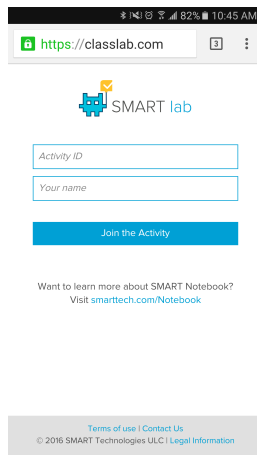 82% 10:45 AM
https://classlab.com 3
SMART lab
Activity ID
Your name
Join the Activity
Want to learn more about SMART Notebook?
Visit smarttech.com/Notebook
Terms of use | Contact Us
© 2016 SMART Technologies ULC | Legal Information